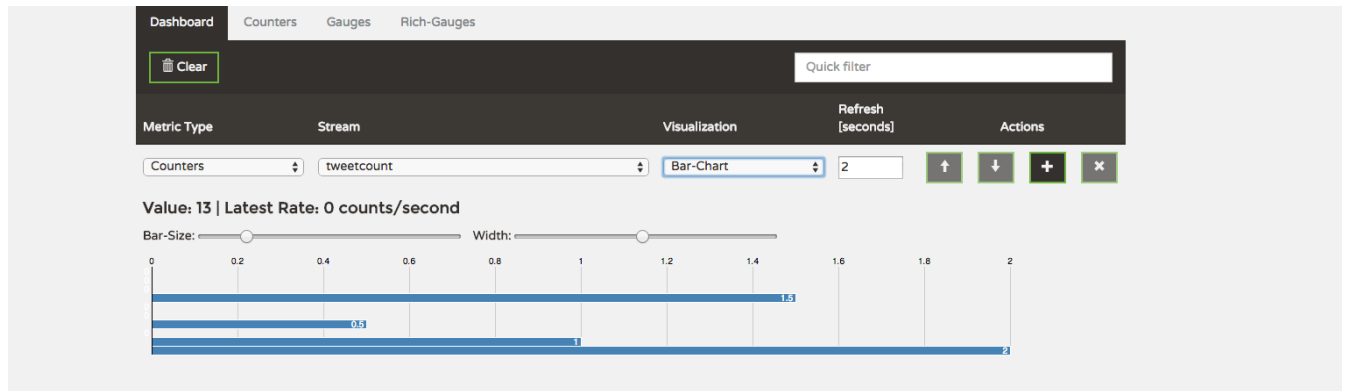 Dashboard Counters Gauges Rich-Gauges
Clear Quick filter
Metric Type Stream Visualization Refresh [seconds] Actions
Counters tweetcount Bar-Chart 2
Value: 13 | Latest Rate: 0 counts/second
Bar-Size: Width:
0 0.2 0.4 0.6 0.8 1 1.2 1.4 1.6 1.8 2
1.5
0.5
1
2